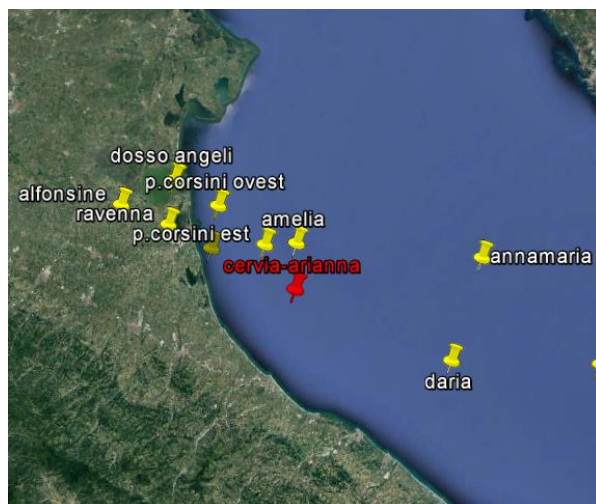 dosso angeli
p.corsini ovest
alfonsine
ravenna
amelia
p.corsini est
annamaria
cervia-arianna
daria